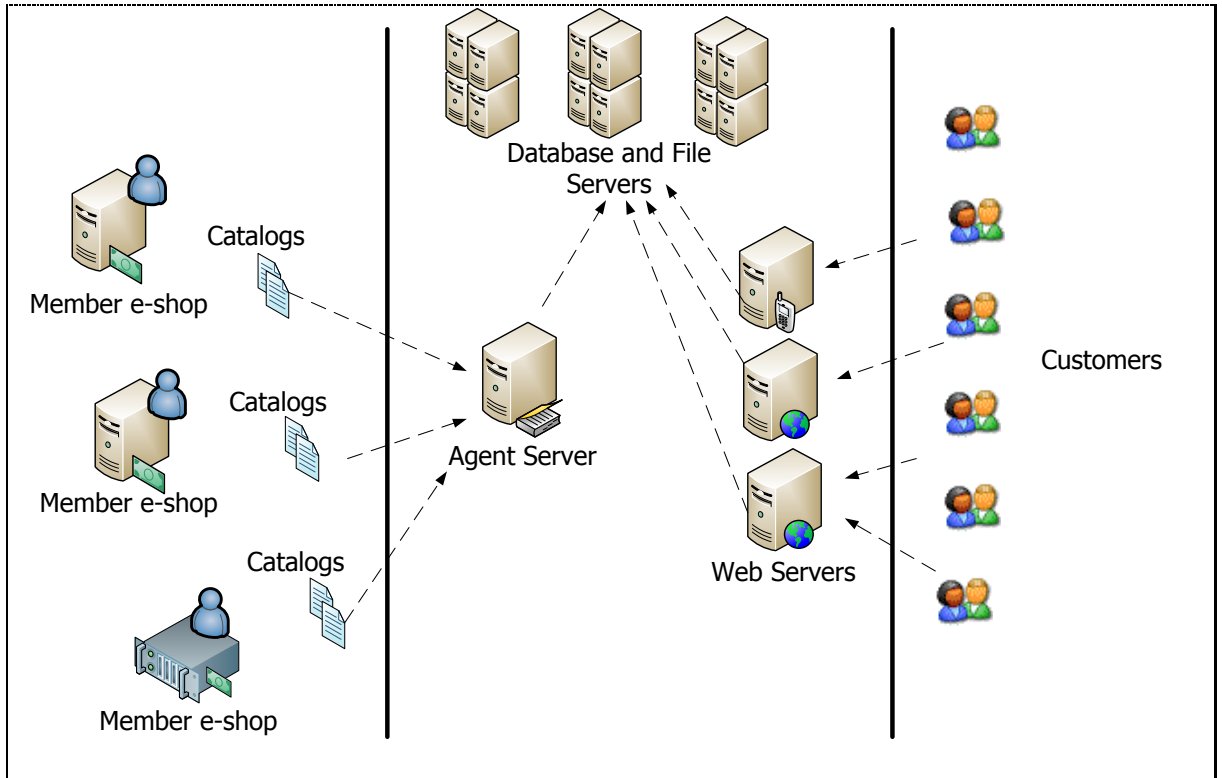 Database and File
Servers
Catalogs
Member e-shop
Customers
Catalogs
Agent Server
Member e-shop
Catalogs
Web Servers
Member e-shop